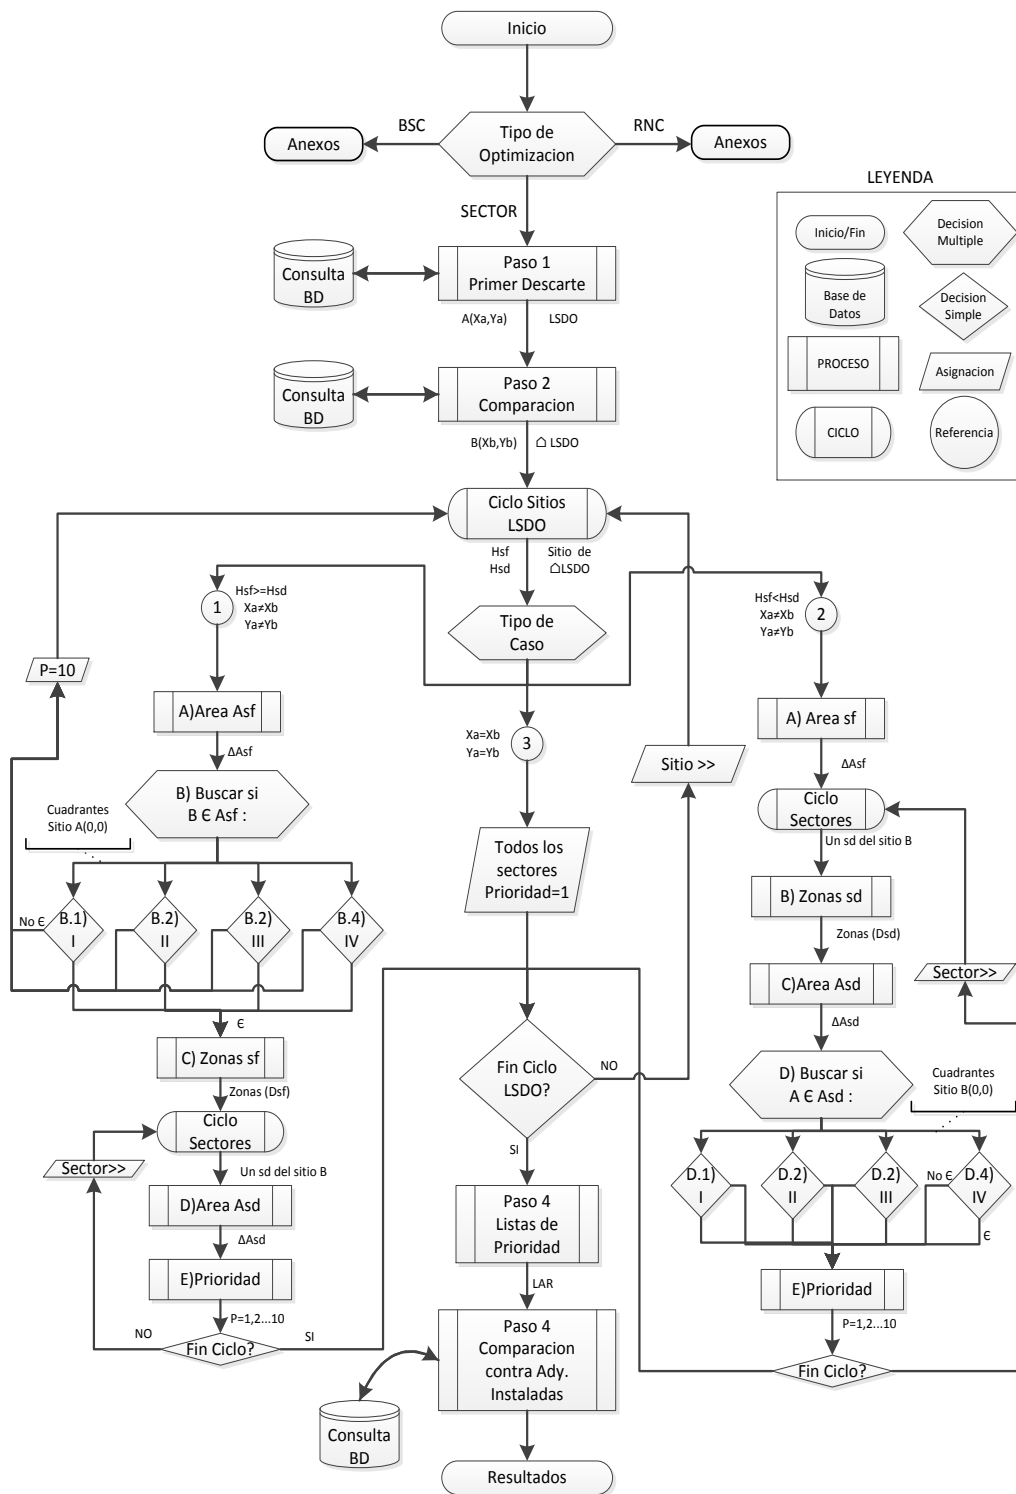 Inicio
BSC
RNC
Anexos
Tipo de
Optimizacion
Anexos
SECTOR
LEYENDA
Inicio/Fin
Decision
Multiple
Base de
Datos
Decision
Simple
PROCESO
Asignacion
CICLO
Referencia
Consulta
BD
Paso 1
Primer Descarte
A(Xa,Ya)
LSDO
Consulta
BD
Paso 2
Comparacion
B(Xb,Yb)
⌂ LSDO
Ciclo Sitios
LSDO
Hsf
Hsd
Sitio de
⌂LSDO
1
Hsf>=Hsd
Xa≠Xb
Ya≠Yb
Tipo de
Caso
Hsf<Hsd
Xa≠Xb
Ya≠Yb
2
P=10
A)Area Asf
ΔAsf
Xa=Xb
Ya=Yb
3
Sitio >>
A) Area sf
ΔAsf
B) Buscar si
B Є Asf :
Cuadrantes
Sitio A(0,0)
Ciclo
Sectores
Un sd del sitio B
Todos los
sectores
Prioridad=1
No Є
B.1)
I
B.2)
II
B.2)
III
B.4)
IV
B) Zonas sd
Zonas (Dsd)
C)Area Asd
ΔAsd
Sector>>
Є
C) Zonas sf
Zonas (Dsf)
Fin Ciclo
LSDO?
NO
SI
D) Buscar si
A Є Asd :
Cuadrantes
Sitio B(0,0)
Ciclo
Sectores
Un sd del sitio B
Sector>>
D)Area Asd
ΔAsd
E)Prioridad
P=1,2...10
NO
Fin Ciclo?
SI
D.1)
I
D.2)
II
D.2)
III
No Є
D.4)
IV
Є
E)Prioridad
P=1,2...10
Fin Ciclo?
Paso 4
Listas de
Prioridad
LAR
Paso 4
Comparacion
contra Ady.
Instaladas
Consulta
BD
Resultados